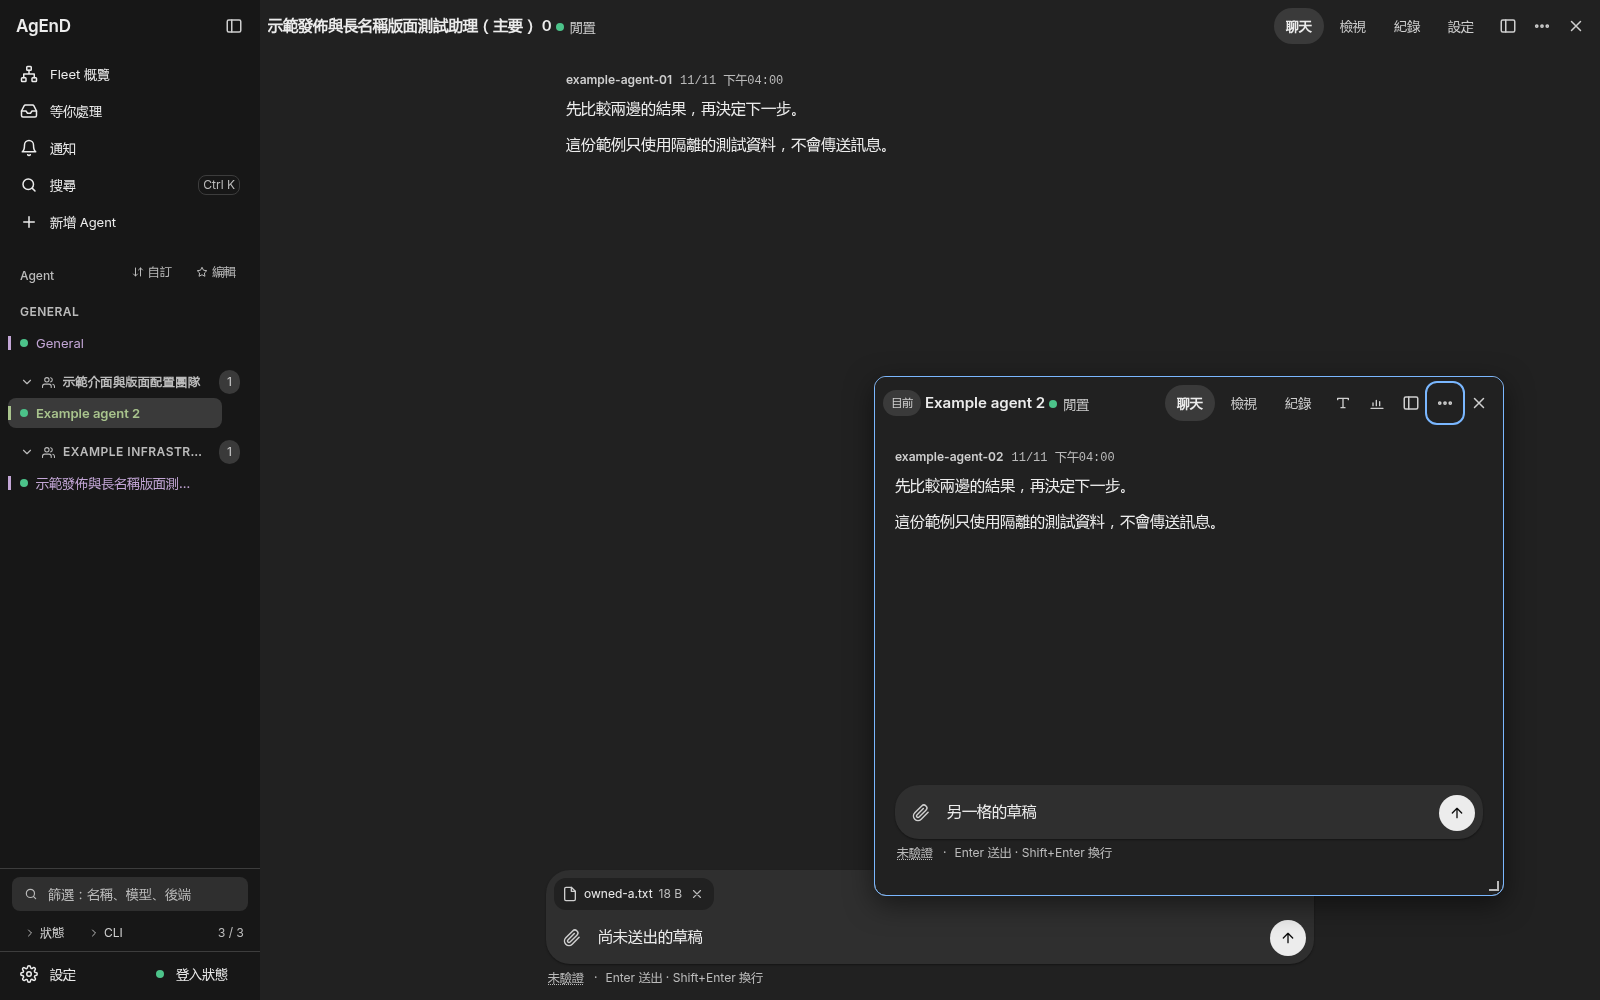 AgEnD
Fleet 概覽
等你處理
通知
搜尋 Ctrl K
新增 Agent
Agent 自訂 編輯
GENERAL
General
示範介面與版面配置團隊 1
Example agent 2
EXAMPLE INFRASTR... 1
示範發佈與長名稱版面測...
篩選：名稱、模型、後端
狀態 CLI 3 / 3
設定 登入狀態
示範發佈與長名稱版面測試助理（主要）0 閒置 聊天 檢視 紀錄 設定
example-agent-01 11/11 下午04:00
先比較兩邊的結果，再決定下一步。
這份範例只使用隔離的測試資料，不會傳送訊息。
目前 Example agent 2 閒置 聊天 檢視 紀錄
example-agent-02 11/11 下午04:00
先比較兩邊的結果，再決定下一步。
這份範例只使用隔離的測試資料，不會傳送訊息。
另一格的草稿
未驗證 · Enter 送出 · Shift+Enter 換行
owned-a.txt 18 B
尚未送出的草稿
未驗證 · Enter 送出 · Shift+Enter 換行